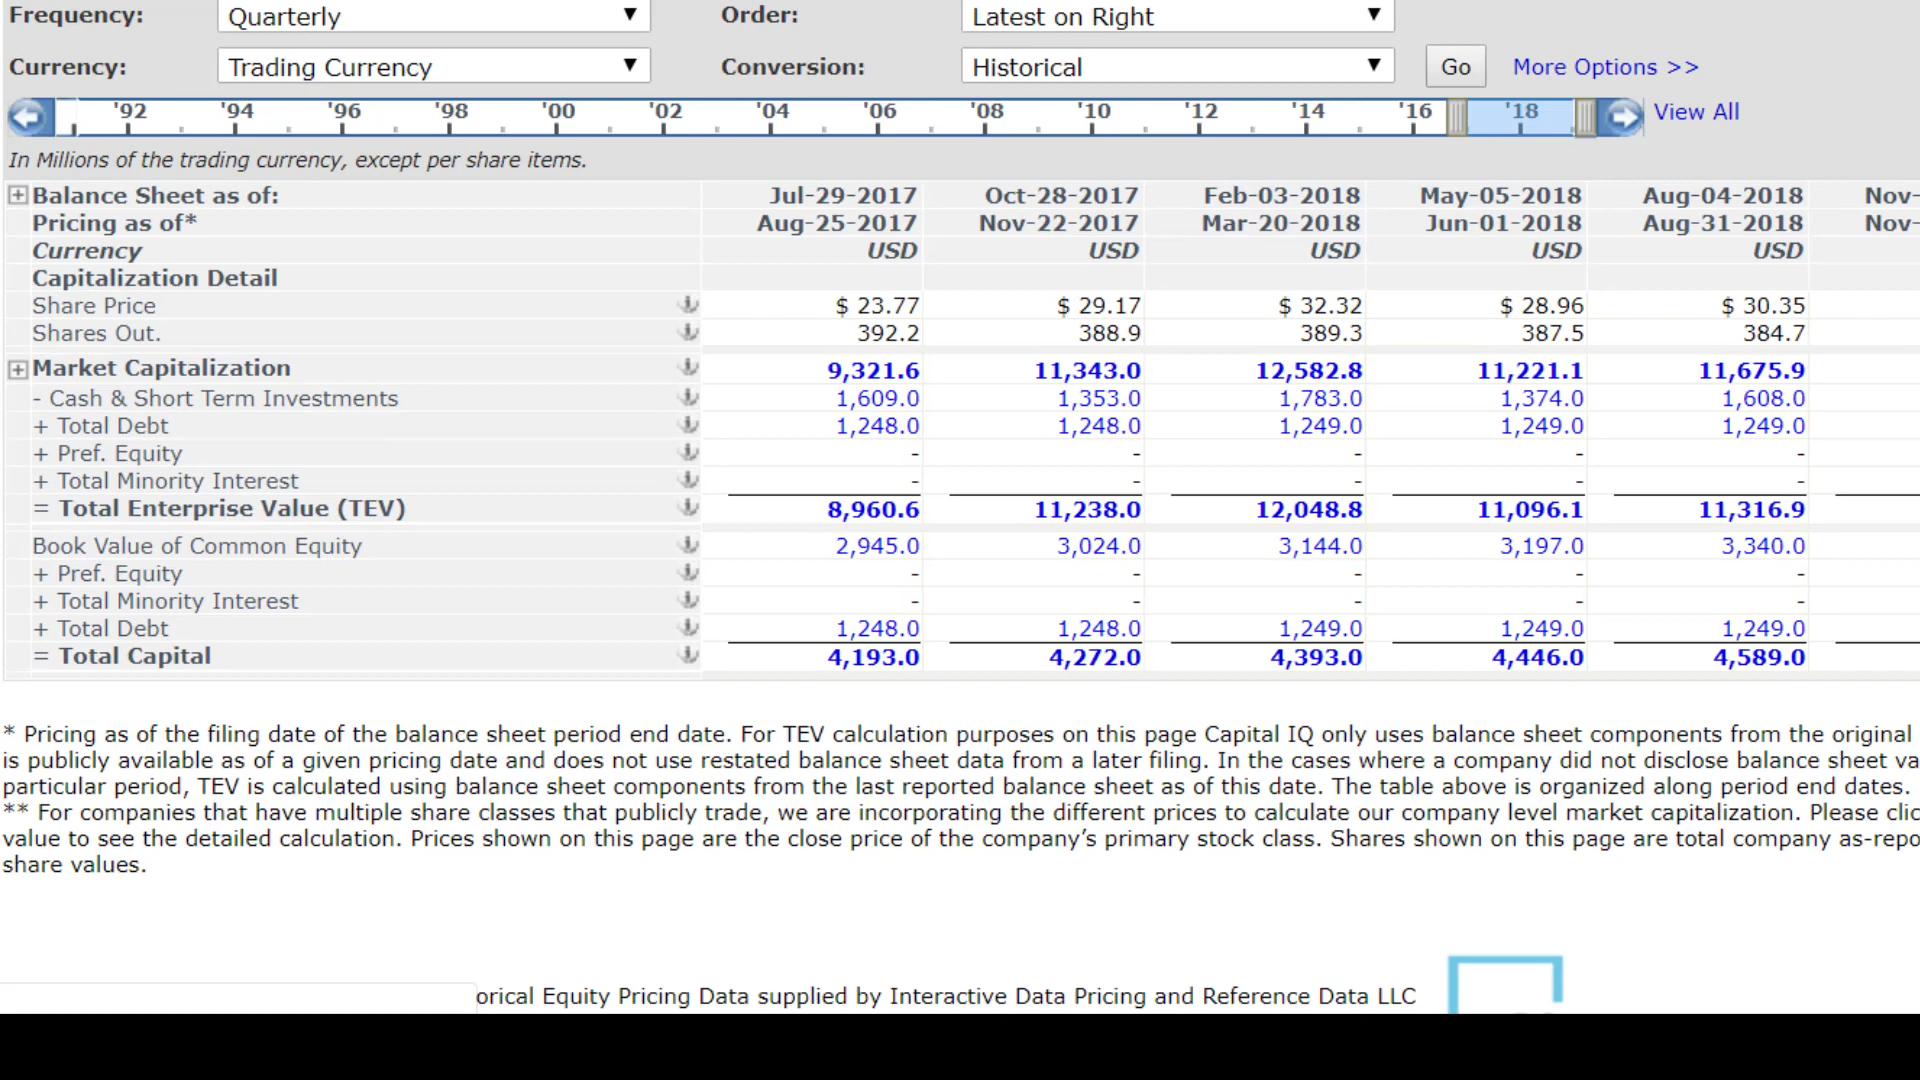 Frequency: Quarterly Order: Latest on Right
Currency: Trading Currency Conversion: Historical Go More Options >>
'92 '94 '96 '98 '00 '02 '04 '06 '08 '10 '12 '14 '16 '18 View All
In Millions of the trading currency, except per share items.
Balance Sheet as of: Jul-29-2017 Oct-28-2017 Feb-03-2018 May-05-2018 Aug-04-2018 Nov-
Pricing as of* Aug-25-2017 Nov-22-2017 Mar-20-2018 Jun-01-2018 Aug-31-2018 Nov-
Currency USD USD USD USD USD
Capitalization Detail
Share Price $ 23.77 $ 29.17 $ 32.32 $ 28.96 $ 30.35
Shares Out. 392.2 388.9 389.3 387.5 384.7
Market Capitalization 9,321.6 11,343.0 12,582.8 11,221.1 11,675.9
- Cash & Short Term Investments 1,609.0 1,353.0 1,783.0 1,374.0 1,608.0
+ Total Debt 1,248.0 1,248.0 1,249.0 1,249.0 1,249.0
+ Pref. Equity - - - - -
+ Total Minority Interest - - - - -
= Total Enterprise Value (TEV) 8,960.6 11,238.0 12,048.8 11,096.1 11,316.9
Book Value of Common Equity 2,945.0 3,024.0 3,144.0 3,197.0 3,340.0
+ Pref. Equity - - - - -
+ Total Minority Interest - - - - -
+ Total Debt 1,248.0 1,248.0 1,249.0 1,249.0 1,249.0
= Total Capital 4,193.0 4,272.0 4,393.0 4,446.0 4,589.0
* Pricing as of the filing date of the balance sheet period end date. For TEV calculation purposes on this page Capital IQ only uses balance sheet components from the original
is publicly available as of a given pricing date and does not use restated balance sheet data from a later filing. In the cases where a company did not disclose balance sheet va
particular period, TEV is calculated using balance sheet components from the last reported balance sheet as of this date. The table above is organized along period end dates.
** For companies that have multiple share classes that publicly trade, we are incorporating the different prices to calculate our company level market capitalization. Please clic
value to see the detailed calculation. Prices shown on this page are the close price of the company's primary stock class. Shares shown on this page are total company as-repo
share values.
orical Equity Pricing Data supplied by Interactive Data Pricing and Reference Data LLC